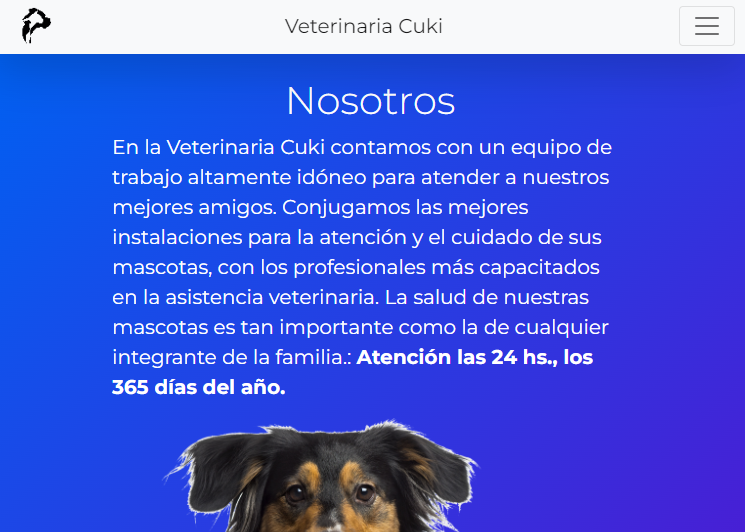 Veterinaria Cuki
Nosotros
En la Veterinaria Cuki contamos con un equipo de
trabajo altamente idóneo para atender a nuestros
mejores amigos. Conjugamos las mejores
instalaciones para la atención y el cuidado de sus
mascotas, con los profesionales más capacitados
en la asistencia veterinaria. La salud de nuestras
mascotas es tan importante como la de cualquier
integrante de la familia.: Atención las 24 hs., los
365 días del año.